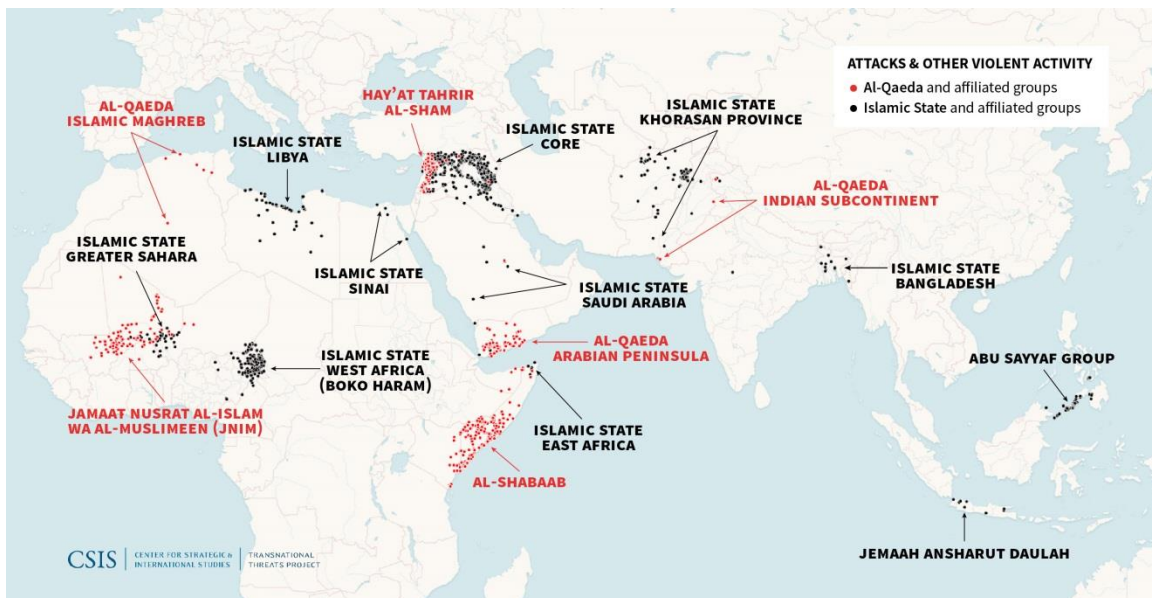 ATTACKS & OTHER VIOLENT ACTIVITY
Al-Qaeda and affiliated groups
Islamic State and affiliated groups
HAY'AT TAHRIR
AL-SHAM
AL-QAEDA
ISLAMIC MAGHREB
ISLAMIC STATE
LIBYA
ISLAMIC STATE
CORE
ISLAMIC STATE
KHORASAN PROVINCE
AL-QAEDA
INDIAN SUBCONTINENT
ISLAMIC STATE
GREATER SAHARA
ISLAMIC STATE
SINAI
ISLAMIC STATE
SAUDI ARABIA
ISLAMIC STATE
BANGLADESH
AL-QAEDA
ARABIAN PENINSULA
ISLAMIC STATE
WEST AFRICA
(BOKO HARAM)
ABU SAYYAF GROUP
JAMAAT NUSRAT AL-ISLAM
WA AL-MUSLIMEEN (JNIM)
ISLAMIC STATE
EAST AFRICA
AL-SHABAAB
JEMAAH ANSHARUT DAULAH
CSIS
CENTER FOR STRATEGIC &
INTERNATIONAL STUDIES
TRANSNATIONAL
THREATS PROJECT